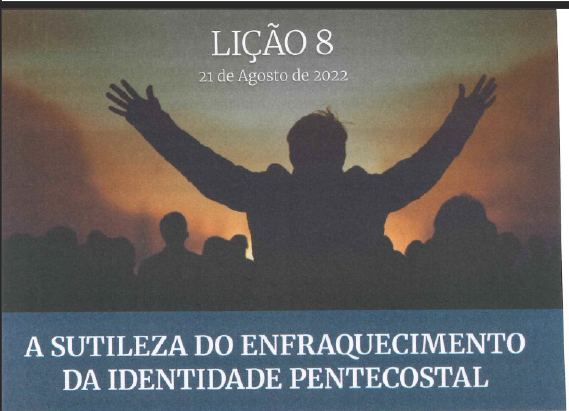 LIÇÃO 8
21 de Agosto de 2022
A SUTILEZA DO ENFRAQUECIMENTO
DA IDENTIDADE PENTECOSTAL